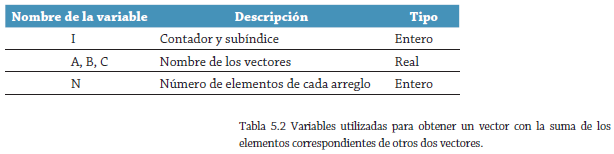 Nombre de la variable Descripción Tipo
I Contador y subíndice Entero
A, B, C Nombre de los vectores Real
N Número de elementos de cada arreglo Entero
Tabla 5.2 Variables utilizadas para obtener un vector con la suma de los
elementos correspondientes de otros dos vectores.